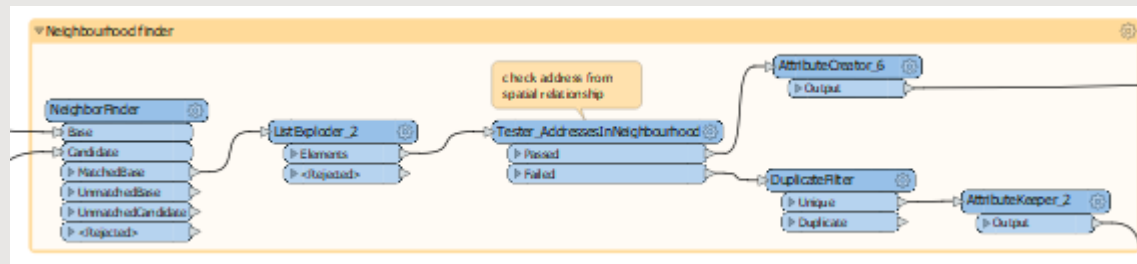 Neighbourhood finder
NeighborFinder
Base
Candidate
MatchedBase
UnmatchedBase
UnmatchedCandidate
<Rejected>
ListExploder_2
Elements
<Rejected>
check address from
spatial relationship
Tester_AddressesInNeighbourhood
Passed
Failed
AttributeCreator_6
Output
DuplicateFilter
Unique
Duplicate
AttributeKeeper_2
Output